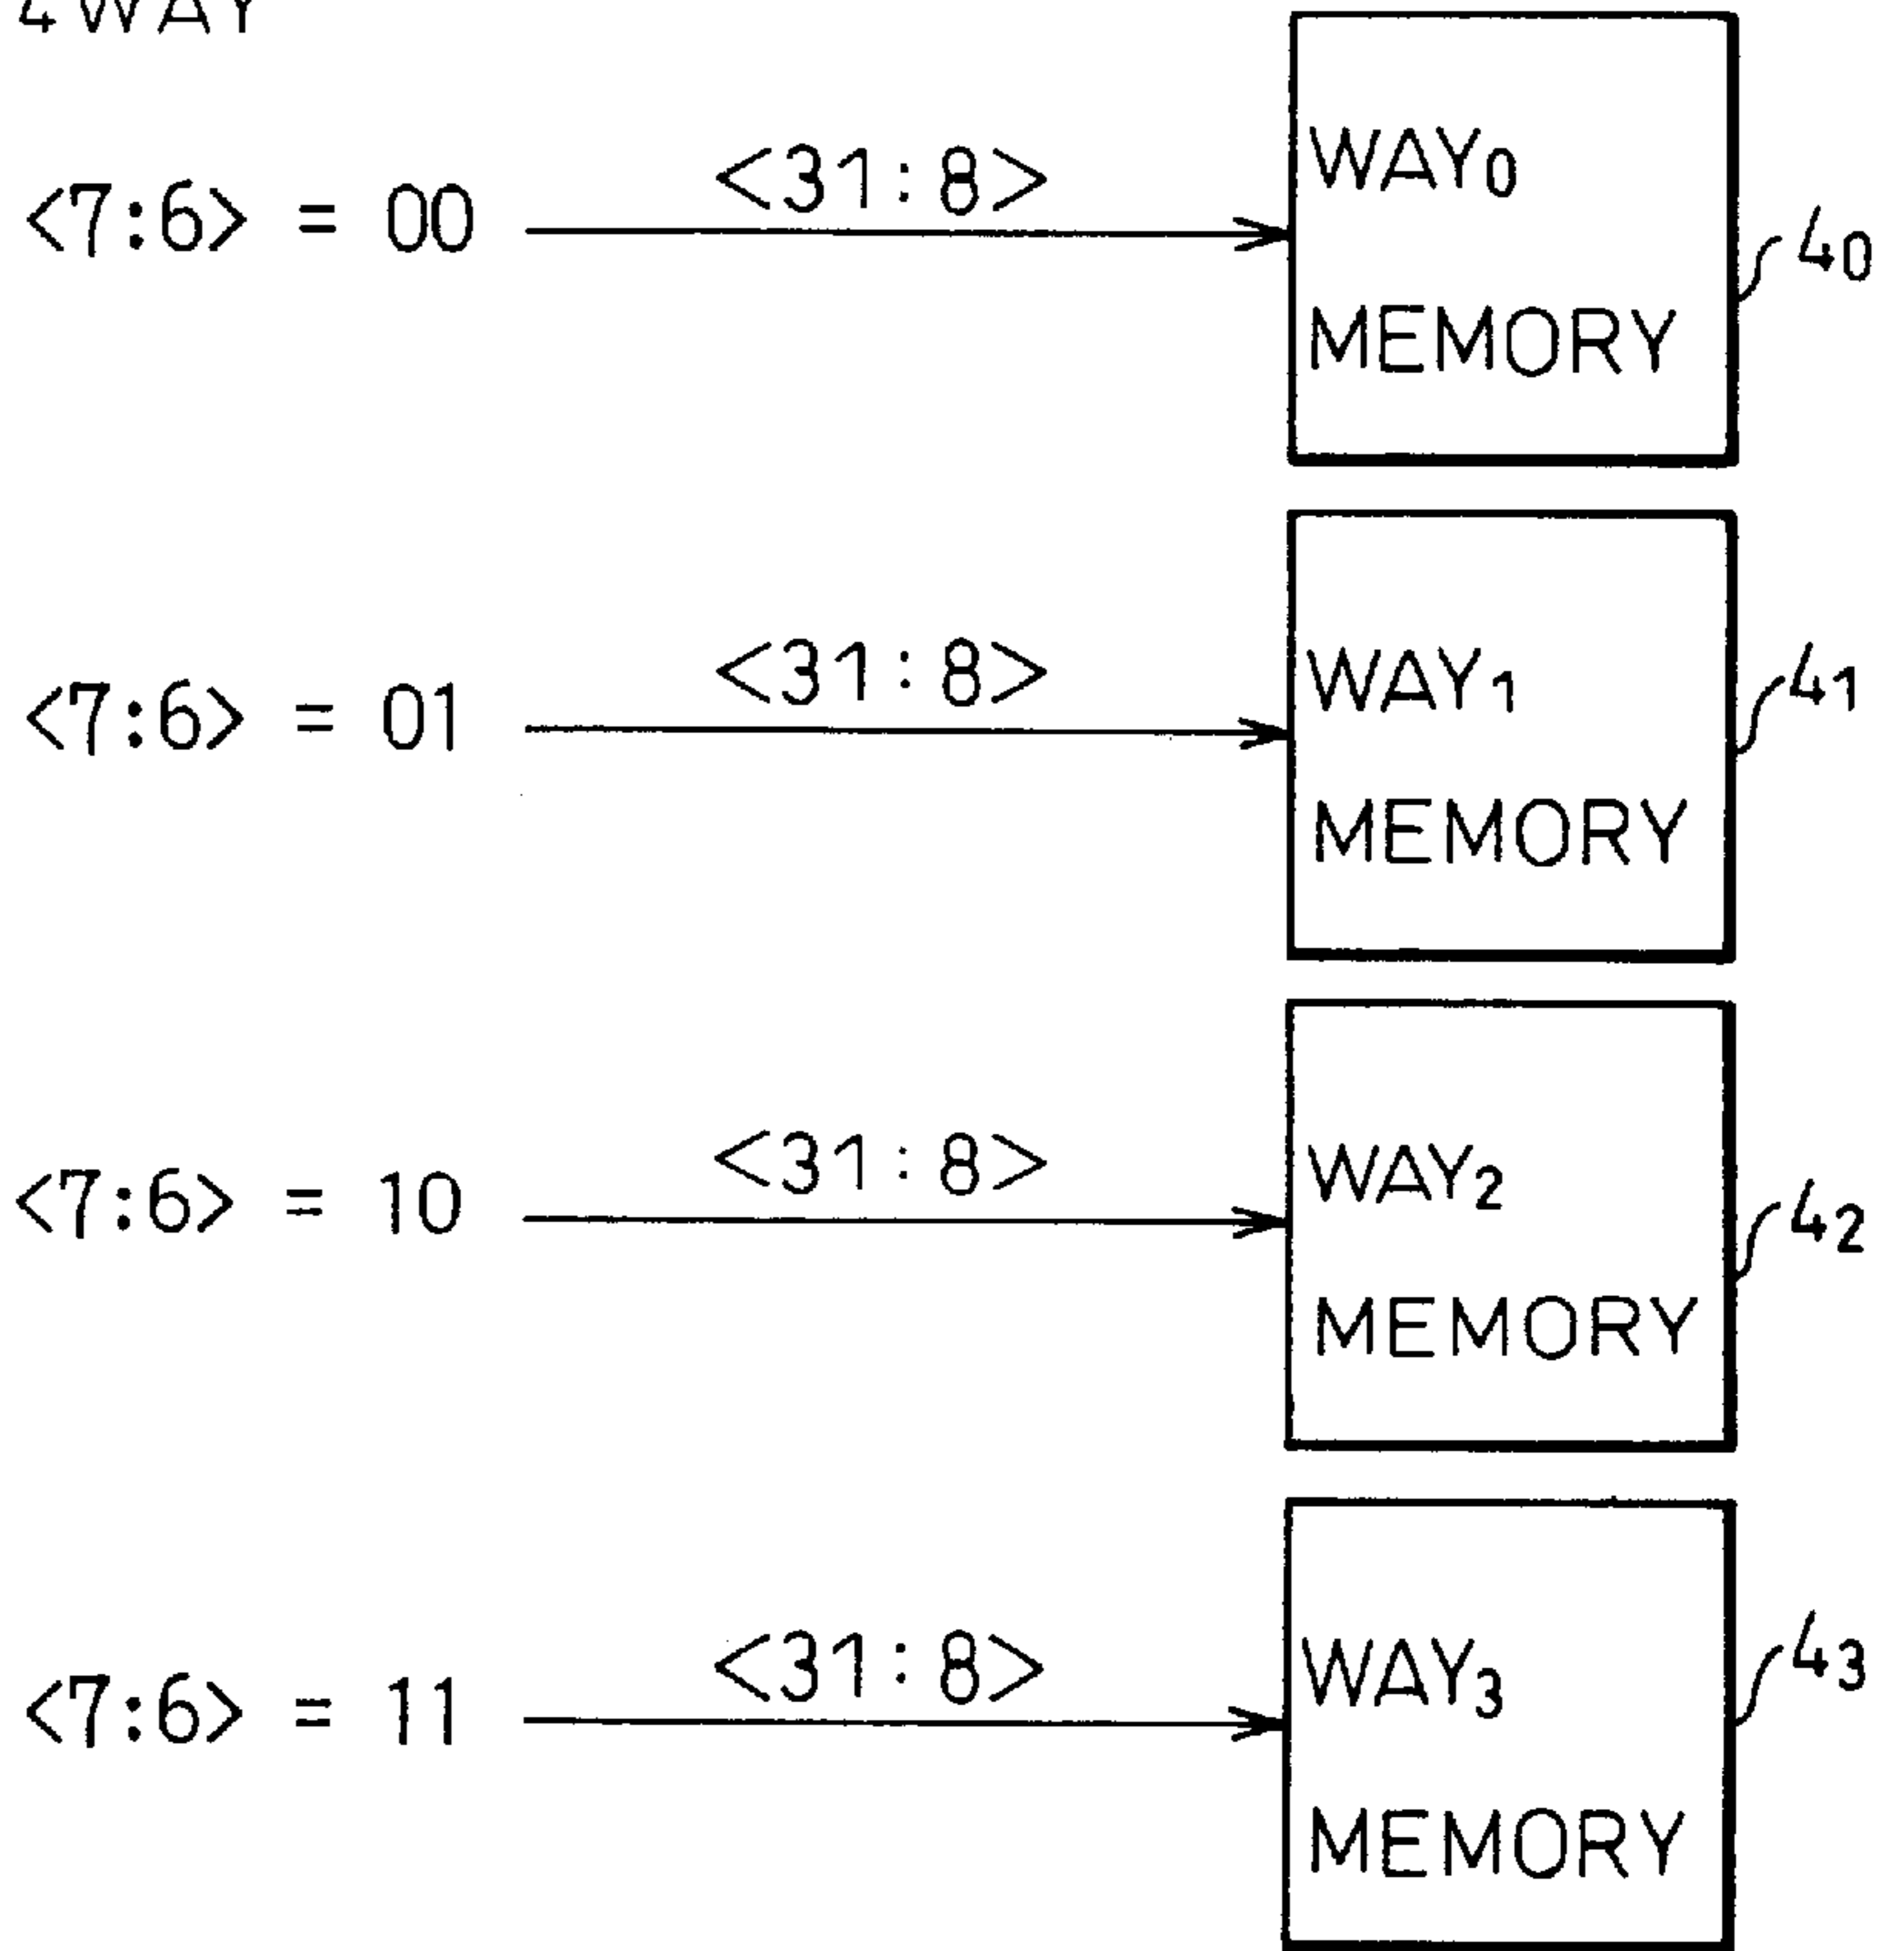 4WAY
<7:6> = 00
<31:8>
WAY₀
MEMORY
4₀
<7:6> = 01
<31:8>
WAY₁
MEMORY
4₁
<7:6> = 10
<31:8>
WAY₂
MEMORY
4₂
<7:6> = 11
<31:8>
WAY₃
MEMORY
4₃